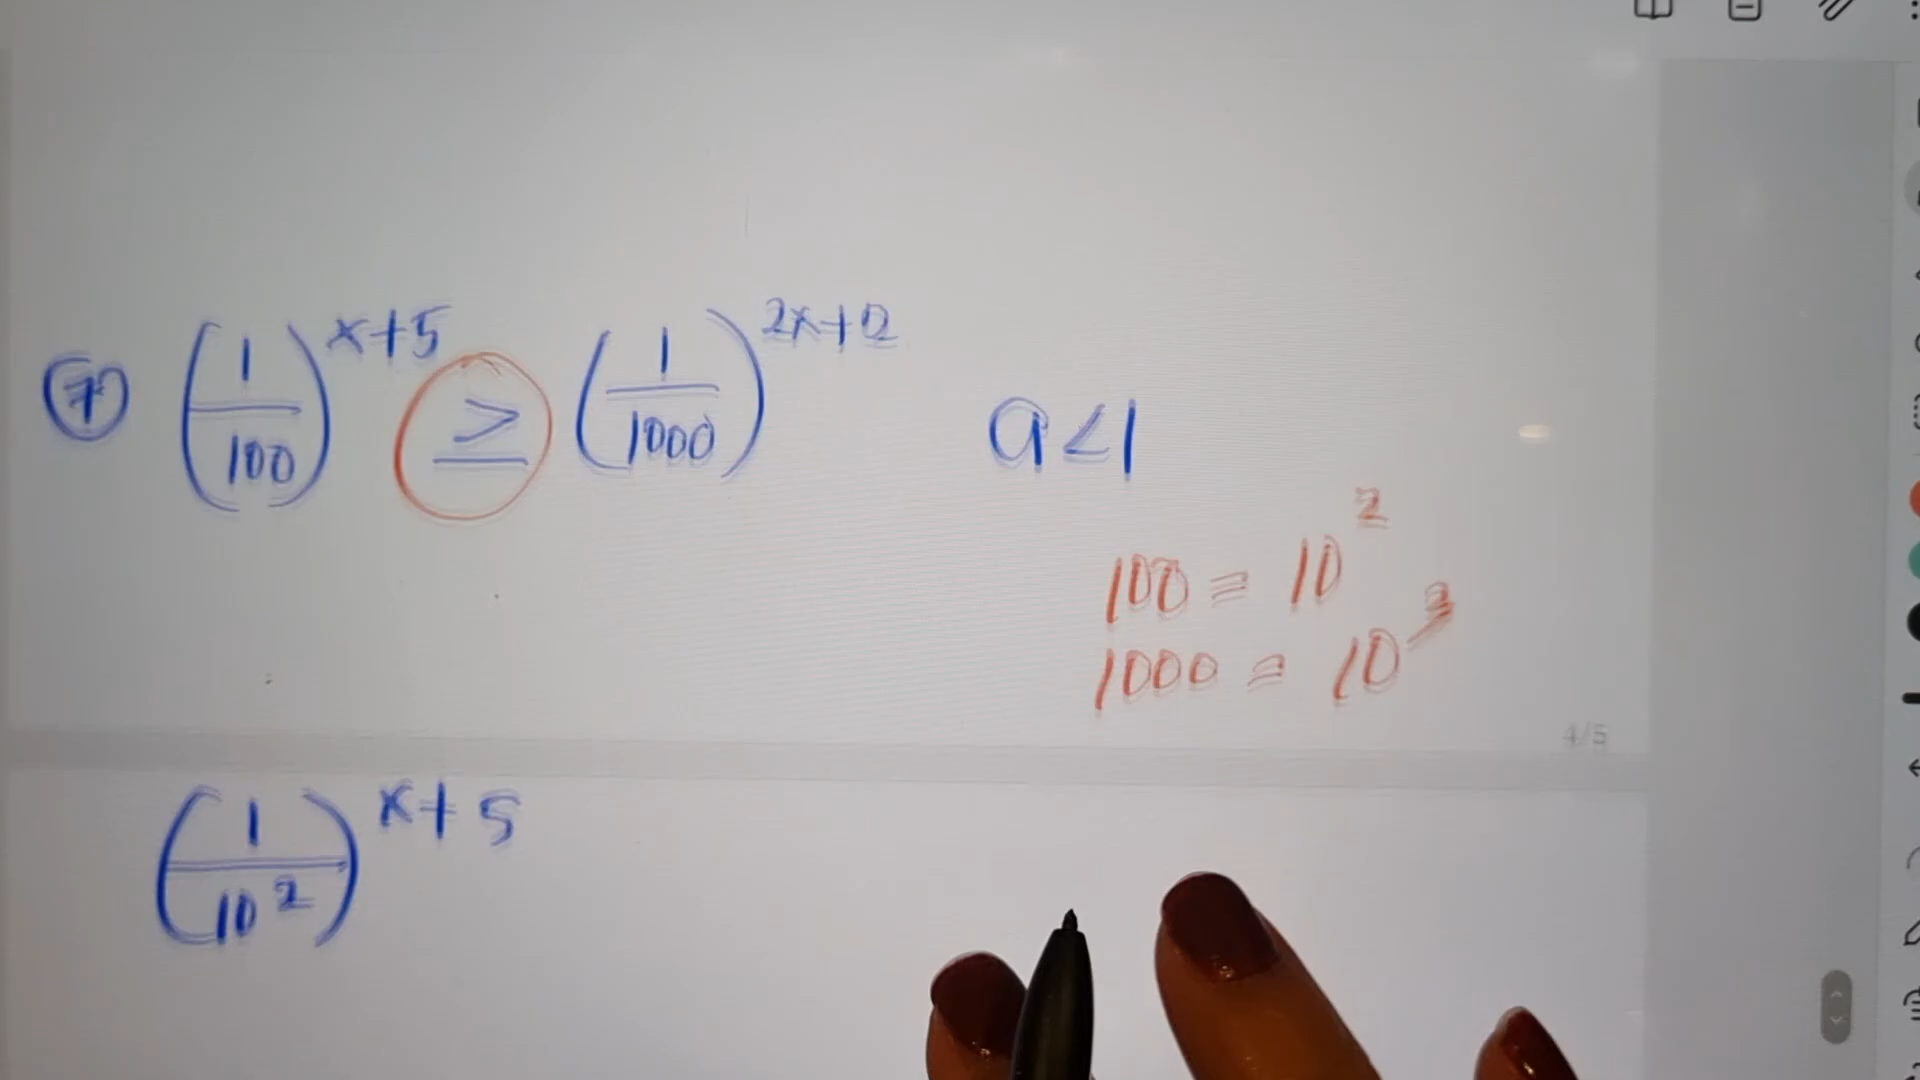 ⑦ (1/100)^(x+5) ≥ (1/1000)^(2x+2)
a<1
100 = 10^2
1000 = 10^3
4/5
(1/10^2)^(x+5)